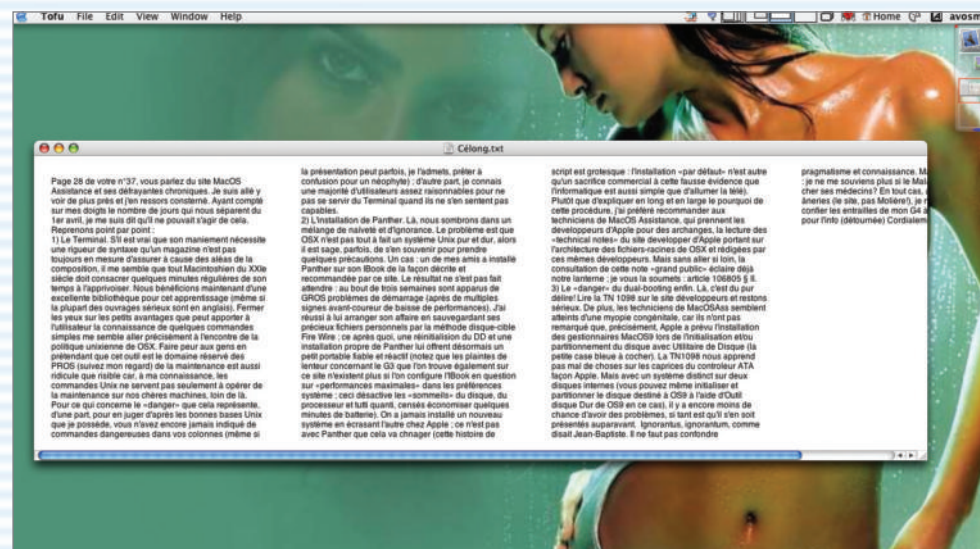 Tofu File Edit View Window Help Home avosm
Célong.txt
Page 28 de votre n°37, vous parlez du site MacOS
Assistance et ses défrayantes chroniques. Je suis allé y
voir de plus près et j'en ressors consterné. Ayant compté
sur mes doigts le nombre de jours qui nous séparent du
1er avril, je me suis dit qu'il ne pouvait s'agir de cela.
Reprenons point par point :
1) Le Terminal. S'il est vrai que son maniement nécessite
une rigueur de syntaxe qu'un magazine n'est pas
toujours en mesure d'assurer à cause des aléas de la
composition, il me semble que tout Macintoshien du XXIe
siècle doit consacrer quelques minutes régulières de son
temps à l'apprivoiser. Nous bénéficions maintenant d'une
excellente bibliothèque pour cet apprentissage (même si
la plupart des ouvrages sérieux sont en anglais). Fermer
les yeux sur les petits avantages que peut apporter à
l'utilisateur la connaissance de quelques commandes
simples me semble aller précisément à l'encontre de la
politique unixienne de OSX. Faire peur aux gens en
prétendant que cet outil est le domaine réservé des
PROS (suivez mon regard) de la maintenance est aussi
ridicule que risible car, à ma connaissance, les
commandes Unix ne servent pas seulement à opérer de
la maintenance sur nos chères machines, loin de là.
Pour ce qui concerne le «danger» que cela représente,
d'une part, pour en juger d'après les bonnes bases Unix
que je possède, vous n'avez encore jamais indiqué de
commandes dangereuses dans vos colonnes (même si
la présentation peut parfois, je l'admets, prêter à
confusion pour un néophyte) ; d'autre part, je connais
une majorité d'utilisateurs assez raisonnables pour ne
pas se servir du Terminal quand ils ne s'en sentent pas
capables.
2) L'installation de Panther. Là, nous sombrons dans un
mélange de naïveté et d'ignorance. Le problème est que
OSX n'est pas tout à fait un système Unix pur et dur, alors
il est sage, parfois, de s'en souvenir pour prendre
quelques précautions. Un cas : un de mes amis a installé
Panther sur son IBook de la façon décrite et
recommandée par ce site. Le résultat ne s'est pas fait
attendre : au bout de trois semaines sont apparus de
GROS problèmes de démarrage (après de multiples
signes avant-coureur de baisse de performances). J'ai
réussi à lui arranger son affaire en sauvegardant ses
précieux fichiers personnels par la méthode disque-cible
Fire Wire ; ce après quoi, une réinitialision du DD et une
installation propre de Panther lui offrent désormais un
petit portable fiable et réactif (notez que les plaintes de
lenteur concernant le G3 que l'on trouve également sur
ce site n'existent plus si l'on configure l'IBook en question
sur «performances maximales» dans les préférences
système ; ceci désactive les «sommeils» du disque, du
processeur et tutti quanti, censés économiser quelques
minutes de batterie). On a jamais installé un nouveau
système en écrasant l'autre chez Apple ; ce n'est pas
avec Panther que cela va chnager (cette histoire de
script est grotesque : l'installation «par défaut» n'est autre
qu'un sacrifice commercial à cette fausse évidence que
l'informatique est aussi simple que d'allumer la télé).
Plutôt que d'expliquer en long et en large le pourquoi de
cette procédure, j'ai préfère recommander aux
techniciens de MacOS Assistance, qui prennent les
developpeurs d'Apple pour des archanges, la lecture des
«technical notes» du site developper d'Apple portant sur
l'architecture des fichiers-racines de OSX et rédigées par
ces mêmes développeurs. Mais sans aller si loin, la
consultation de cette note «grand public» éclaire déjà
notre lanterne ; je vous la soumets : article 106805 § II.
3) Le «danger» du dual-booting enfin. Là, c'est du pur
délire! Lire la TN 1098 sur le site développeurs et restons
sérieux. De plus, les techniciens de MacOSAss semblent
atteints d'une myopie congénitale, car ils n'ont pas
remarqué que, précisément, Apple a prévu l'installation
des gestionnaires MacOS9 lors de l'initialisation et/ou
partitionnement du disque avec Utilitaire de Disque (la
petite case bleue à cocher). La TN1098 nous apprend
pas mal de choses sur les caprices du controleur ATA
façon Apple. Mais avec un système distinct sur deux
disques internes (vous pouvez même initialiser et
partitionner le disque destiné à OS9 à l'aide d'Outil
disque Dur de OS9 en ce cas), il y a encore moins de
chance d'avoir des problèmes, si tant est qu'il s'en soit
présentés auparavant. Ignorantus, ignorantum, comme
disait Jean-Baptiste. Il ne faut pas confondre
pragmatisme et connaissance.
; je ne me souviens plus si le
cher ses médecins? En tout cas,
âneries (le site, pas Molière!), je
confier les entrailles de mon G4 à
pour l'info (détournée) Cordialem